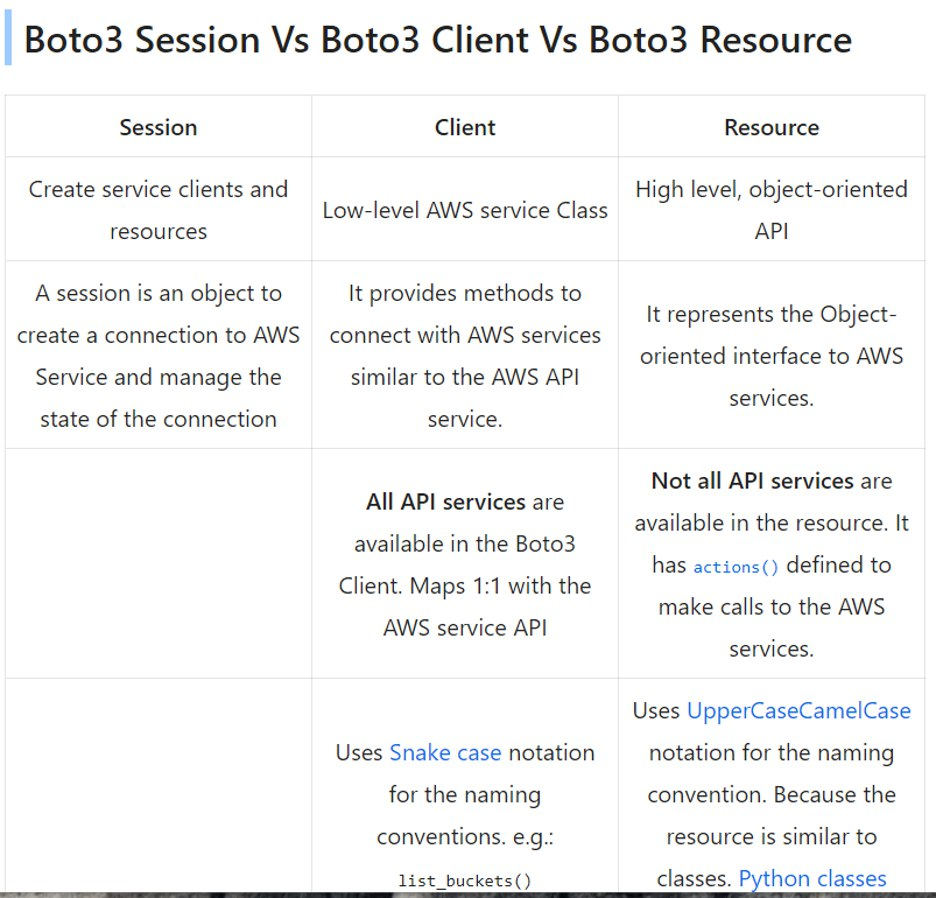 Boto3 Session Vs Boto3 Client Vs Boto3 Resource
Session
Client
Resource
Create service clients and
resources
Low-level AWS service Class
High level, object-oriented
API
A session is an object to
create a connection to AWS
Service and manage the
state of the connection
It provides methods to
connect with AWS services
similar to the AWS API
service.
It represents the Object-
oriented interface to AWS
services.
All API services are
available in the Boto3
Client. Maps 1:1 with the
AWS service API
Not all API services are
available in the resource. It
has actions() defined to
make calls to the AWS
services.
Uses Snake case notation
for the naming
conventions. e.g.:
list_buckets()
Uses UpperCaseCamelCase
notation for the naming
convention. Because the
resource is similar to
classes. Python classes